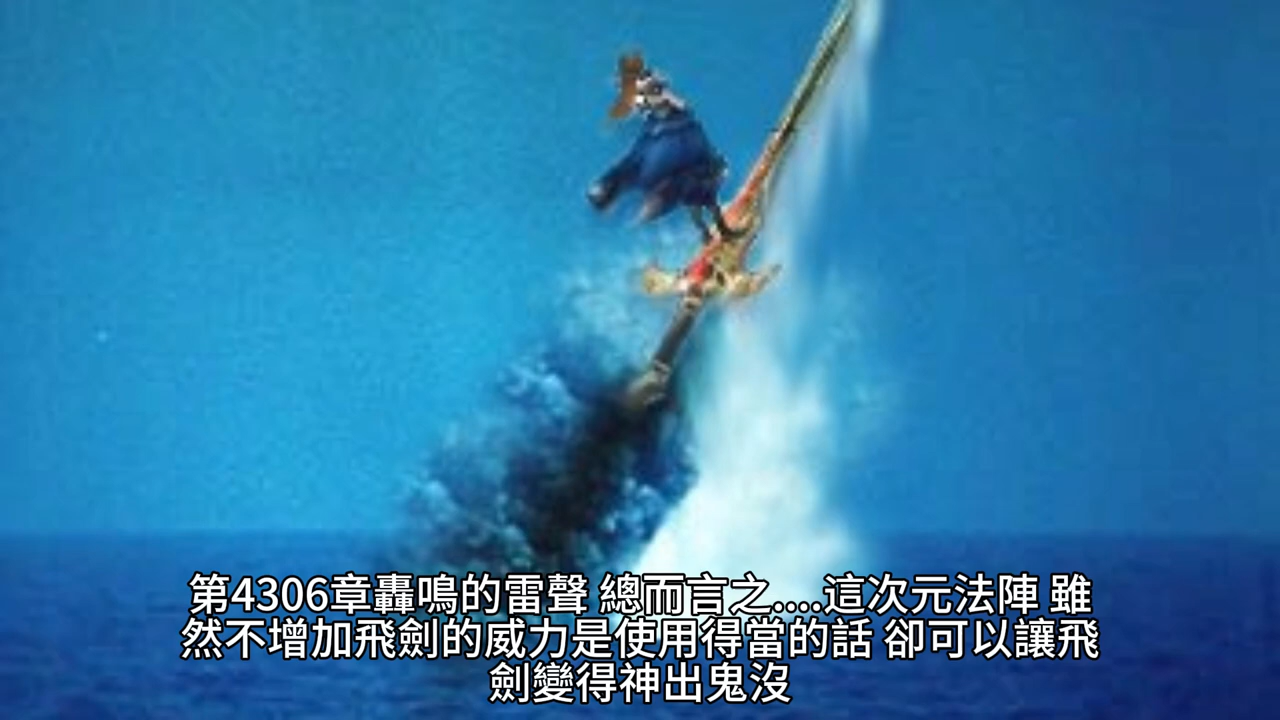 第4306章轟鳴的雷聲 總而言之....這次元法陣 雖
然不增加飛劍的威力是使用得當的話 卻可以讓飛
劍變得神出鬼沒